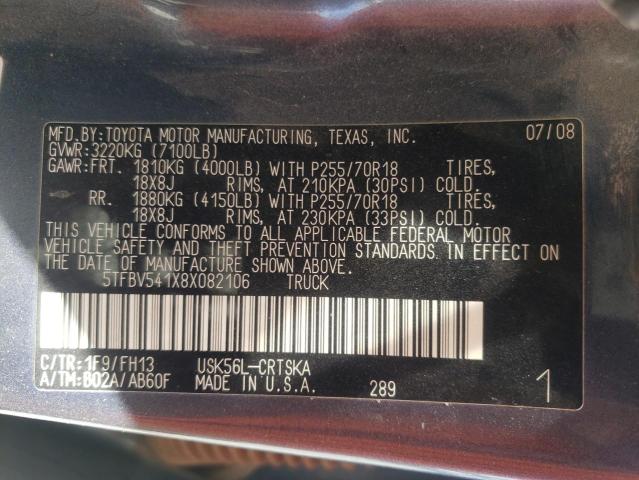 MFD.BY:TOYOTA MOTOR MANUFACTURING, TEXAS, INC. 07/08
GVWR:3220KG (7100LB)
GAWR:FRT. 1810KG (4000LB) WITH P255/70R18 TIRES,
18X8J RIMS, AT 210KPA (30PSI) COLD.
RR. 1880KG (4150LB) WITH P255/70R18 TIRES,
18X8J RIMS, AT 230KPA (33PSI) COLD.
THIS VEHICLE CONFORMS TO ALL APPLICABLE FEDERAL MOTOR
VEHICLE SAFETY AND THEFT PREVENTION STANDARDS IN EFFECT ON
THE DATE OF MANUFACTURE SHOWN ABOVE.
5TFBV541X8X082106 TRUCK
C/TR:1F9/FH13 USK56L-CRTSKA
A/TM:B02A/AB60F MADE IN U.S.A. 289 1